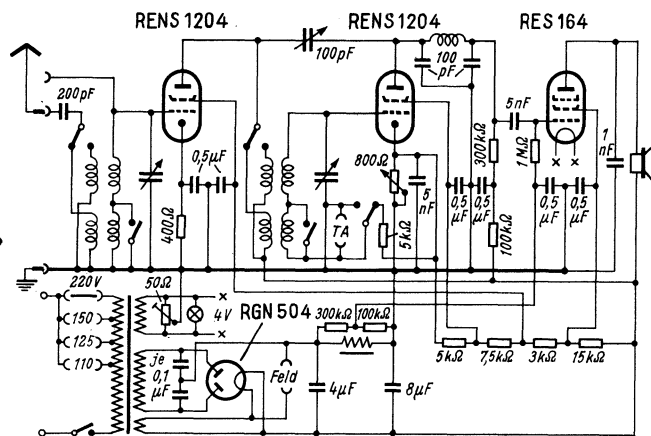 RENS 1204
RENS 1204
RES 164
100pF
100
pF
200pF
5nF
0,5µF
400Ω
800Ω
5
nF
0,5
µF
0,5
µF
300kΩ
1MΩ
0,5
µF
0,5
µF
1
nF
TA
5kΩ
100kΩ
× ×
220V
150
125
110
50Ω
×
4V
×
RGN 504
je
0,1
µF
Feld
300kΩ
100kΩ
4µF
8µF
5kΩ
7,5kΩ
3kΩ
15kΩ